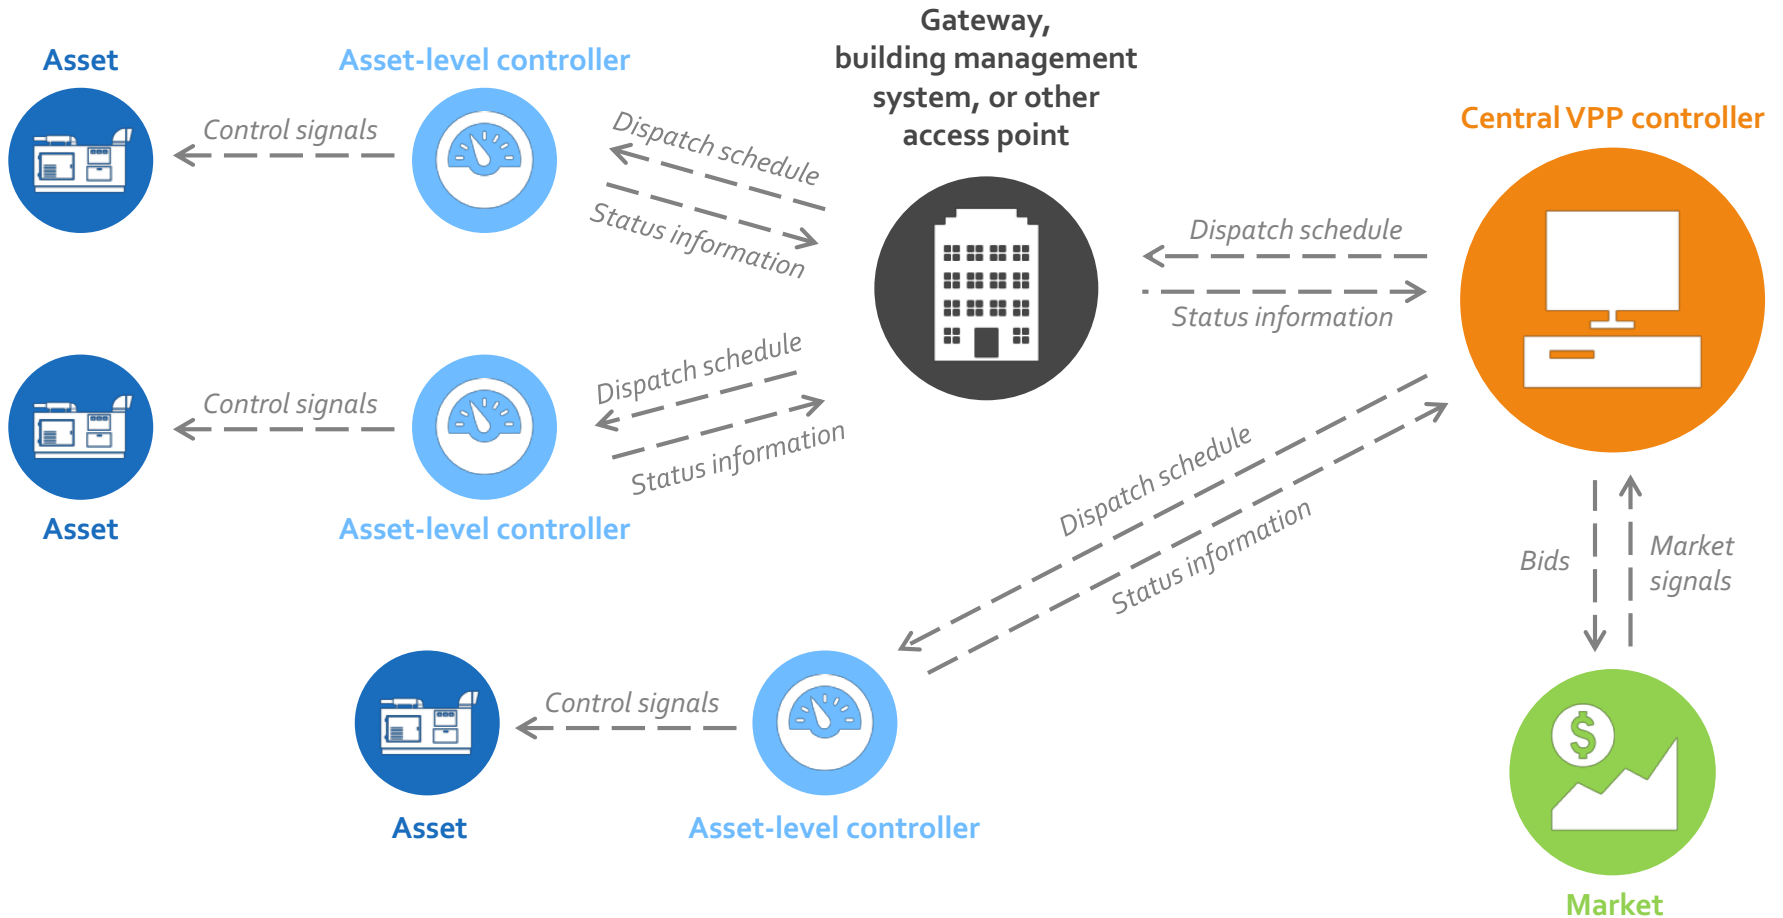 Gateway,
building management
system, or other
access point
Asset
Asset-level controller
Central VPP controller
Control signals
Dispatch schedule
Status information
Dispatch schedule
Status information
Control signals
Dispatch schedule
Status information
Asset
Asset-level controller
Dispatch schedule
Status information
Bids
Market
signals
Control signals
Asset
Asset-level controller
Market